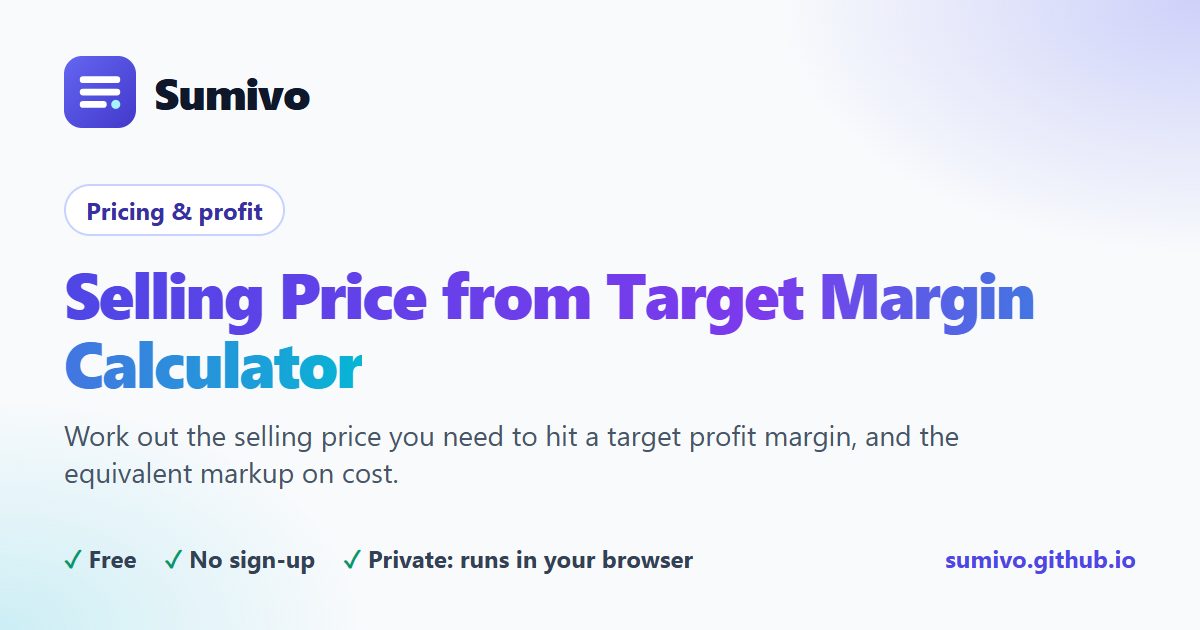 Sumivo
Pricing & profit
Selling Price from Target Margin
Calculator
Work out the selling price you need to hit a target profit margin, and the
equivalent markup on cost.
✓ Free ✓ No sign-up ✓ Private: runs in your browser
sumivo.github.io